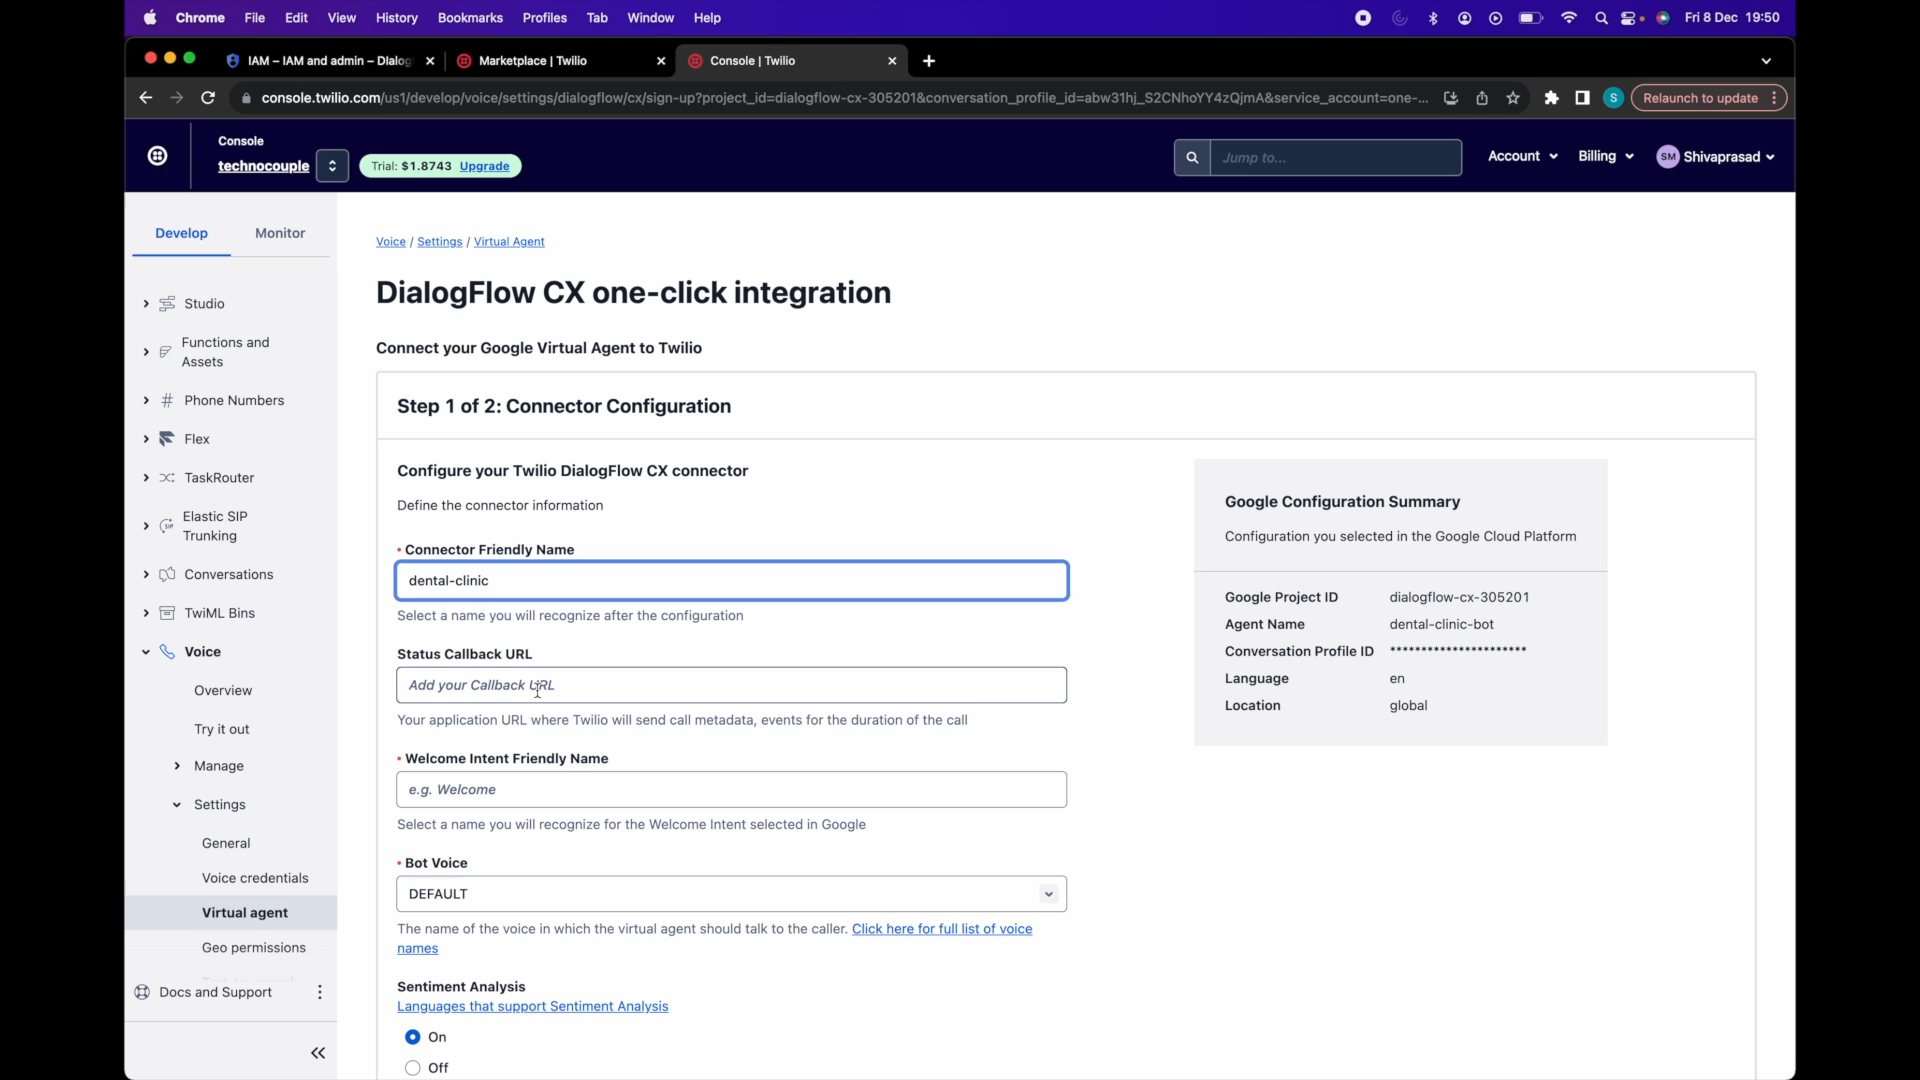 Chrome File Edit View History Bookmarks Profiles Tab Window Help Fri 8 Dec 19:50
IAM – IAM and admin – Dialog
Marketplace | Twilio
Console | Twilio
console.twilio.com/us1/develop/voice/settings/dialogflow/cx/sign-up?project_id=dialogflow-cx-305201&conversation_profile_id=abw31hj_S2CNhoYY4zQjmA&service_account=one-...
S
Relaunch to update
Console
technocouple
Trial: $1.8743 Upgrade
Jump to...
Account
Billing
SM Shivaprasad
Develop
Monitor
Studio
Functions and
Assets
Phone Numbers
Flex
TaskRouter
Elastic SIP
Trunking
Conversations
TwiML Bins
Voice
Overview
Try it out
Manage
Settings
General
Voice credentials
Virtual agent
Geo permissions
Docs and Support
Voice / Settings / Virtual Agent
DialogFlow CX one-click integration
Connect your Google Virtual Agent to Twilio
Step 1 of 2: Connector Configuration
Configure your Twilio DialogFlow CX connector
Define the connector information
• Connector Friendly Name
dental-clinic
Select a name you will recognize after the configuration
Status Callback URL
Add your Callback URL
Your application URL where Twilio will send call metadata, events for the duration of the call
• Welcome Intent Friendly Name
e.g. Welcome
Select a name you will recognize for the Welcome Intent selected in Google
• Bot Voice
DEFAULT
The name of the voice in which the virtual agent should talk to the caller. Click here for full list of voice
names
Sentiment Analysis
Languages that support Sentiment Analysis
On
Off
Google Configuration Summary
Configuration you selected in the Google Cloud Platform
Google Project ID dialogflow-cx-305201
Agent Name dental-clinic-bot
Conversation Profile ID **********************
Language en
Location global